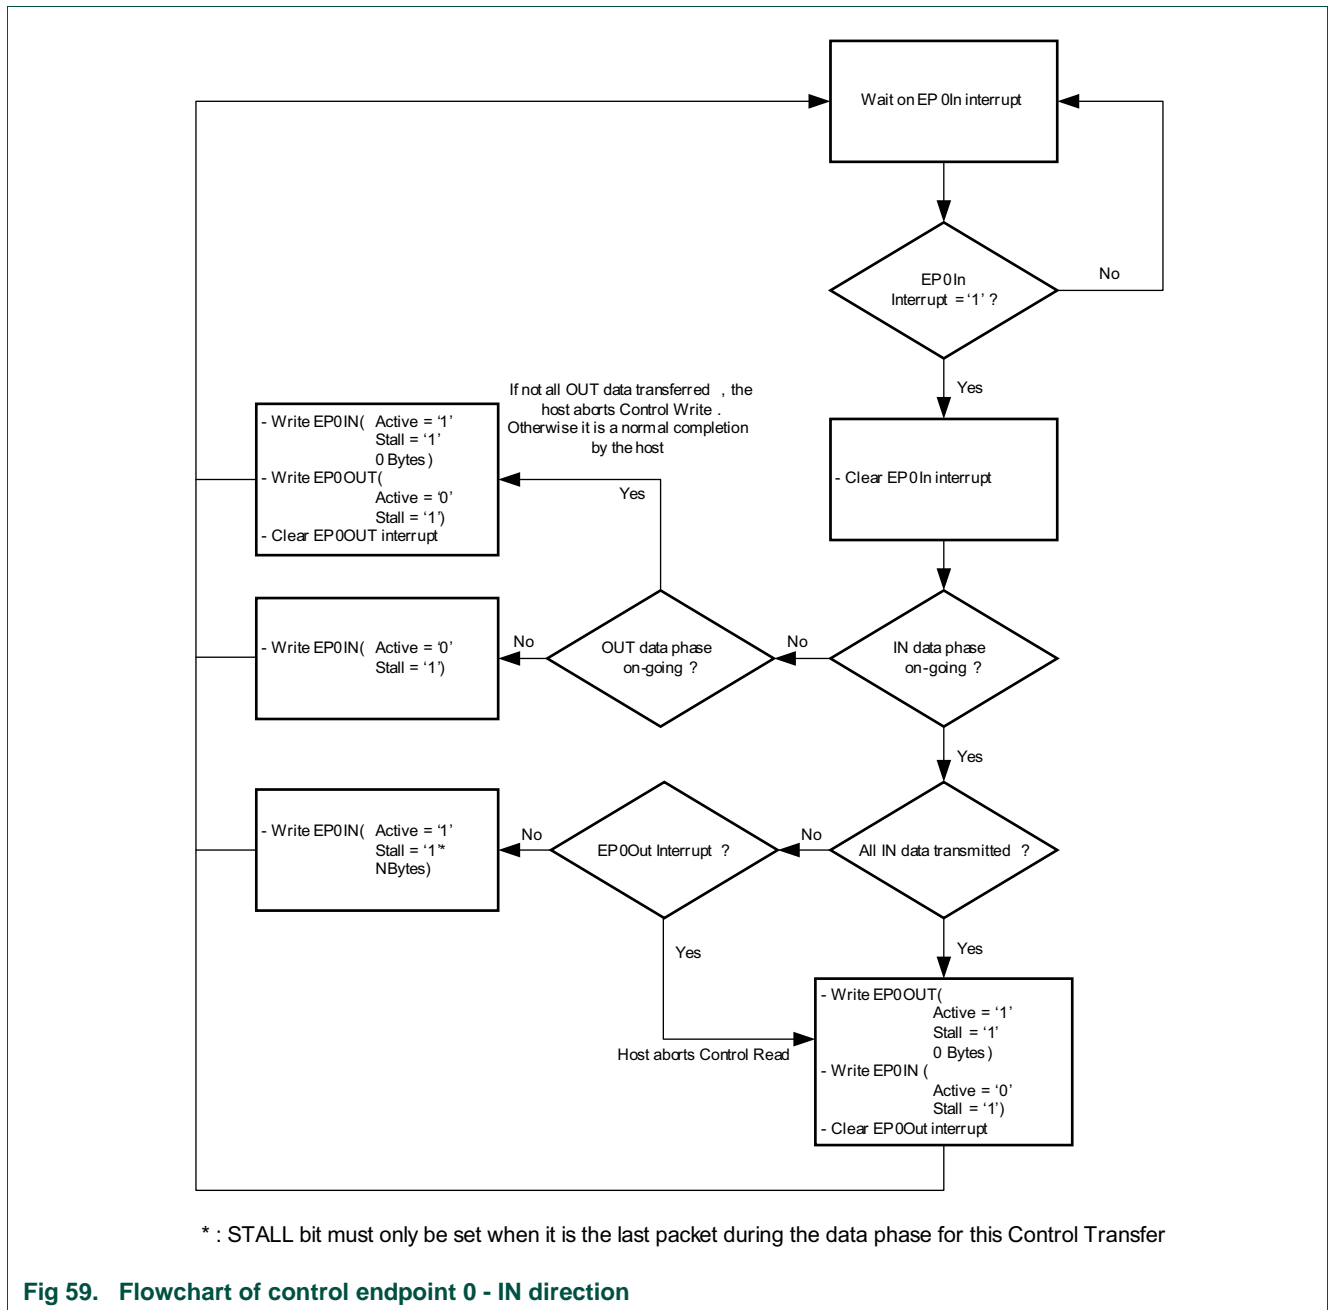 Wait on EP 0In interrupt
EP0In
Interrupt = ‘1’ ?
No
Yes
If not all OUT data transferred , the
host aborts Control Write .
Otherwise it is a normal completion
by the host
- Write EP0IN( Active = ‘1’
Stall = ‘1’
0 Bytes)
- Write EP0OUT(
Active = ‘0’
Stall = ‘1’)
- Clear EP0OUT interrupt
- Clear EP0In interrupt
Yes
- Write EP0IN( Active = ‘0’
Stall = ‘1’)
No
OUT data phase
on-going ?
No
IN data phase
on-going ?
Yes
- Write EP0IN( Active = ‘1’
Stall = ‘1’*
NBytes)
No
EP0Out Interrupt ?
No
All IN data transmitted ?
Yes
Yes
Host aborts Control Read
- Write EP0OUT(
Active = ‘1’
Stall = ‘1’
0 Bytes)
- Write EP0IN (
Active = ‘0’
Stall = ‘1’)
- Clear EP0Out interrupt
* : STALL bit must only be set when it is the last packet during the data phase for this Control Transfer
Fig 59. Flowchart of control endpoint 0 - IN direction